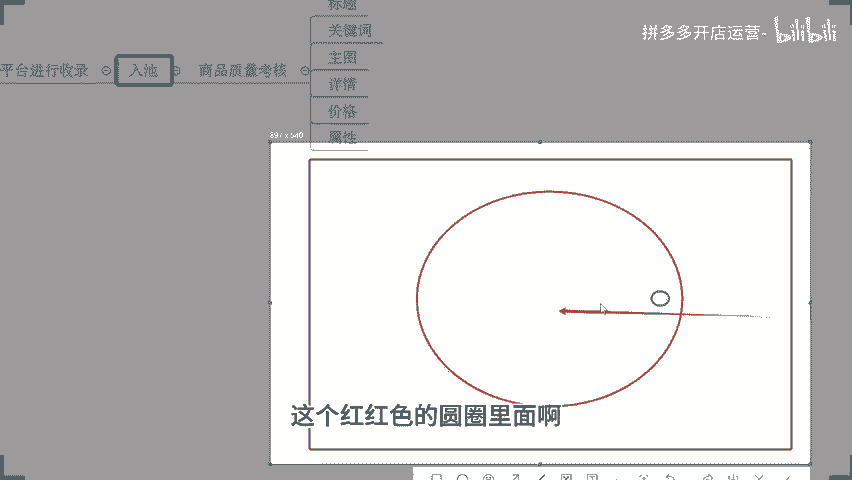 标题
关键词
主图
平台进行收录
入池
商品质量考核
详情
价格
属性
拼多多开店运营-
bilibili
897 x 540
这个红红色的圆圈里面啊